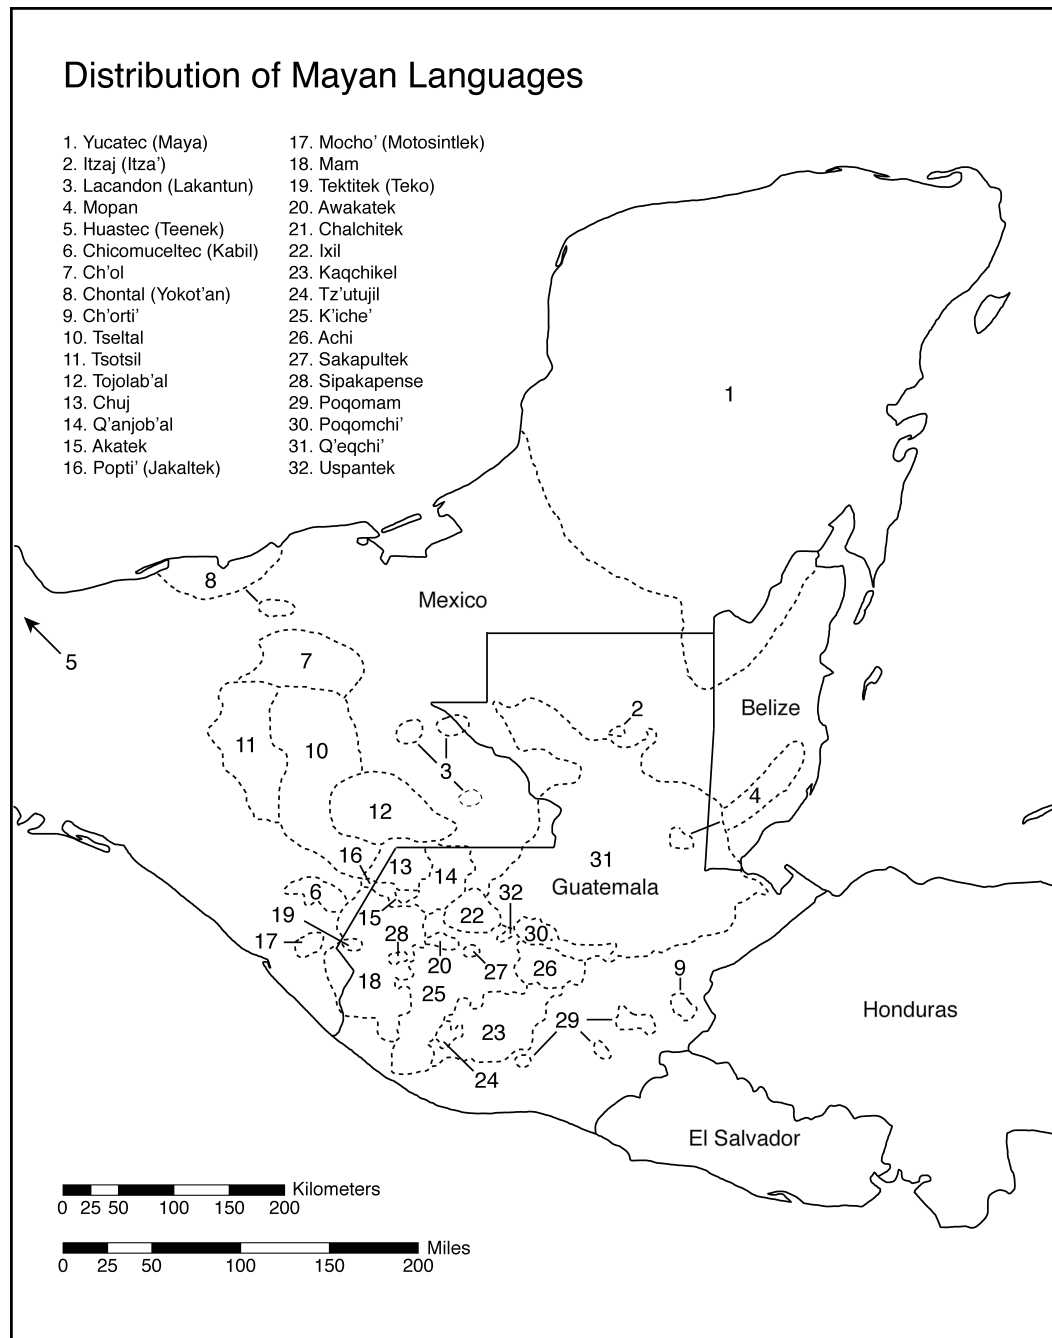 Distribution of Mayan Languages
1. Yucatec (Maya)
2. Itzaj (Itza’)
3. Lacandon (Lakantun)
4. Mopan
5. Huastec (Teenek)
6. Chicomuceltec (Kabil)
7. Ch’ol
8. Chontal (Yokot’an)
9. Ch’orti’
10. Tseltal
11. Tsotsil
12. Tojolab’al
13. Chuj
14. Q’anjob’al
15. Akatek
16. Popti’ (Jakaltek)
17. Mocho’ (Motosintlek)
18. Mam
19. Tektitek (Teko)
20. Awakatek
21. Chalchitek
22. Ixil
23. Kaqchikel
24. Tz’utujil
25. K’iche’
26. Achi
27. Sakapultek
28. Sipakapense
29. Poqomam
30. Poqomchi’
31. Q’eqchi’
32. Uspantek
1
8
Mexico
5
7
2
Belize
11
10
3
4
12
16
13
31
14
Guatemala
6
32
19
15
22
17
28
30
20
27
26
9
18
25
Honduras
29
23
24
El Salvador
Kilometers
0 25 50 100 150 200
Miles
0 25 50 100 150 200